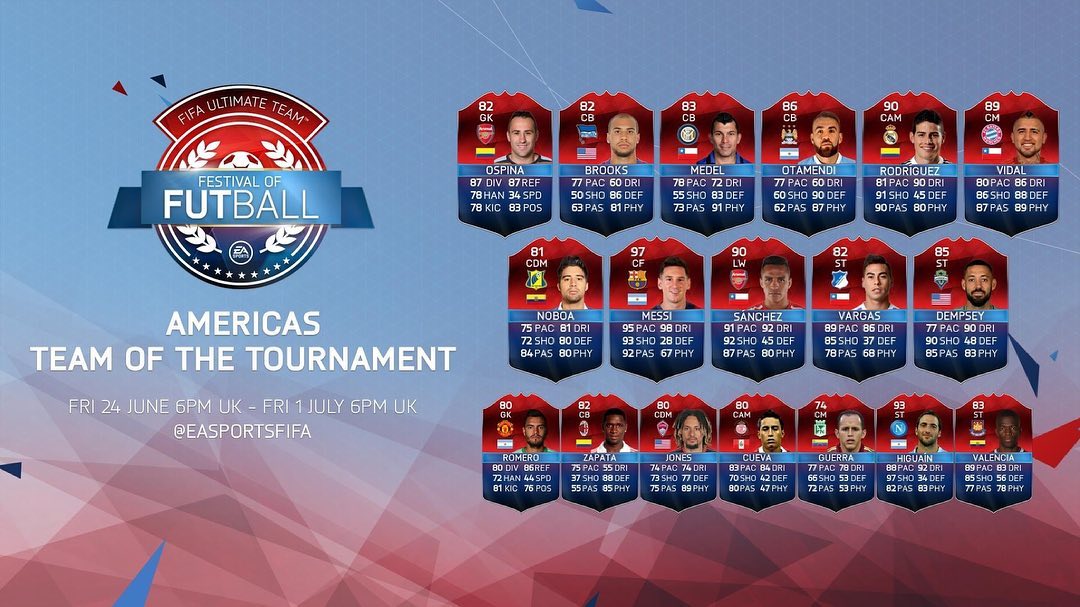 FIFA ULTIMATE TEAM™
FESTIVAL OF
FUTBALL
EA
SPORTS
AMERICAS
TEAM OF THE TOURNAMENT
FRI 24 JUNE 6PM UK - FRI 1 JULY 6PM UK
@EASPORTSFIFA
82
GK
OSPINA
87 DIV 87 REF
78 HAN 34 SPD
78 KIC 83 POS
82
CB
BROOKS
77 PAC 60 DRI
50 SHO 86 DEF
63 PAS 81 PHY
83
CB
MEDEL
78 PAC 72 DRI
55 SHO 83 DEF
73 PAS 91 PHY
86
CB
OTAMENDI
77 PAC 60 DRI
60 SHO 90 DEF
62 PAS 87 PHY
90
CAM
RODRÍGUEZ
81 PAC 90 DRI
91 SHO 45 DEF
90 PAS 80 PHY
89
CM
VIDAL
80 PAC 86 DRI
86 SHO 88 DEF
87 PAS 89 PHY
81
CDM
NOBOA
75 PAC 81 DRI
72 SHO 80 DEF
84 PAS 80 PHY
97
CF
MESSI
95 PAC 98 DRI
93 SHO 28 DEF
92 PAS 67 PHY
90
LW
SÁNCHEZ
91 PAC 92 DRI
92 SHO 45 DEF
87 PAS 80 PHY
82
ST
VARGAS
89 PAC 86 DRI
85 SHO 37 DEF
78 PAS 68 PHY
85
ST
DEMPSEY
77 PAC 90 DRI
90 SHO 48 DEF
85 PAS 83 PHY
80
GK
ROMERO
80 DIV 86 REF
72 HAN 44 SPD
81 KIC 76 POS
82
CB
ZAPATA
75 PAC 55 DRI
37 SHO 88 DEF
55 PAS 85 PHY
80
CDM
JONES
74 PAC 74 DRI
73 SHO 77 DEF
75 PAS 89 PHY
80
CAM
CUEVA
83 PAC 84 DRI
70 SHO 42 DEF
80 PAS 47 PHY
74
CM
GUERRA
77 PAC 78 DRI
66 SHO 53 DEF
72 PAS 53 PHY
93
ST
HIGUAÍN
88 PAC 92 DRI
97 SHO 34 DEF
82 PAS 83 PHY
83
ST
VALENCIA
89 PAC 83 DRI
85 SHO 56 DEF
77 PAS 78 PHY